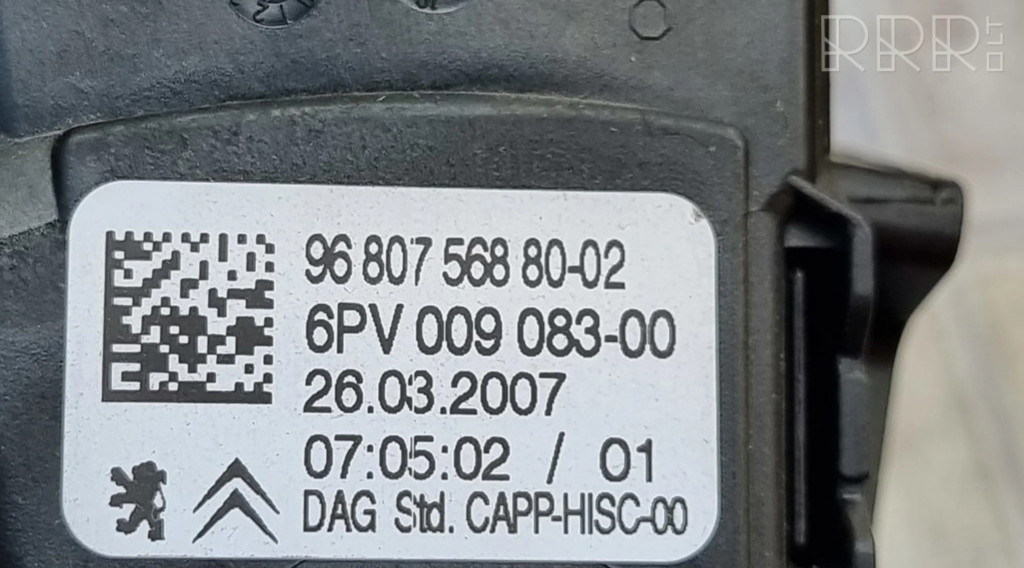 RRR.LT
96 807 568 80-02
6PV 009 083-00
26.03.2007
07:05:02 / 01
DAG Std. CAPP-HISC-00